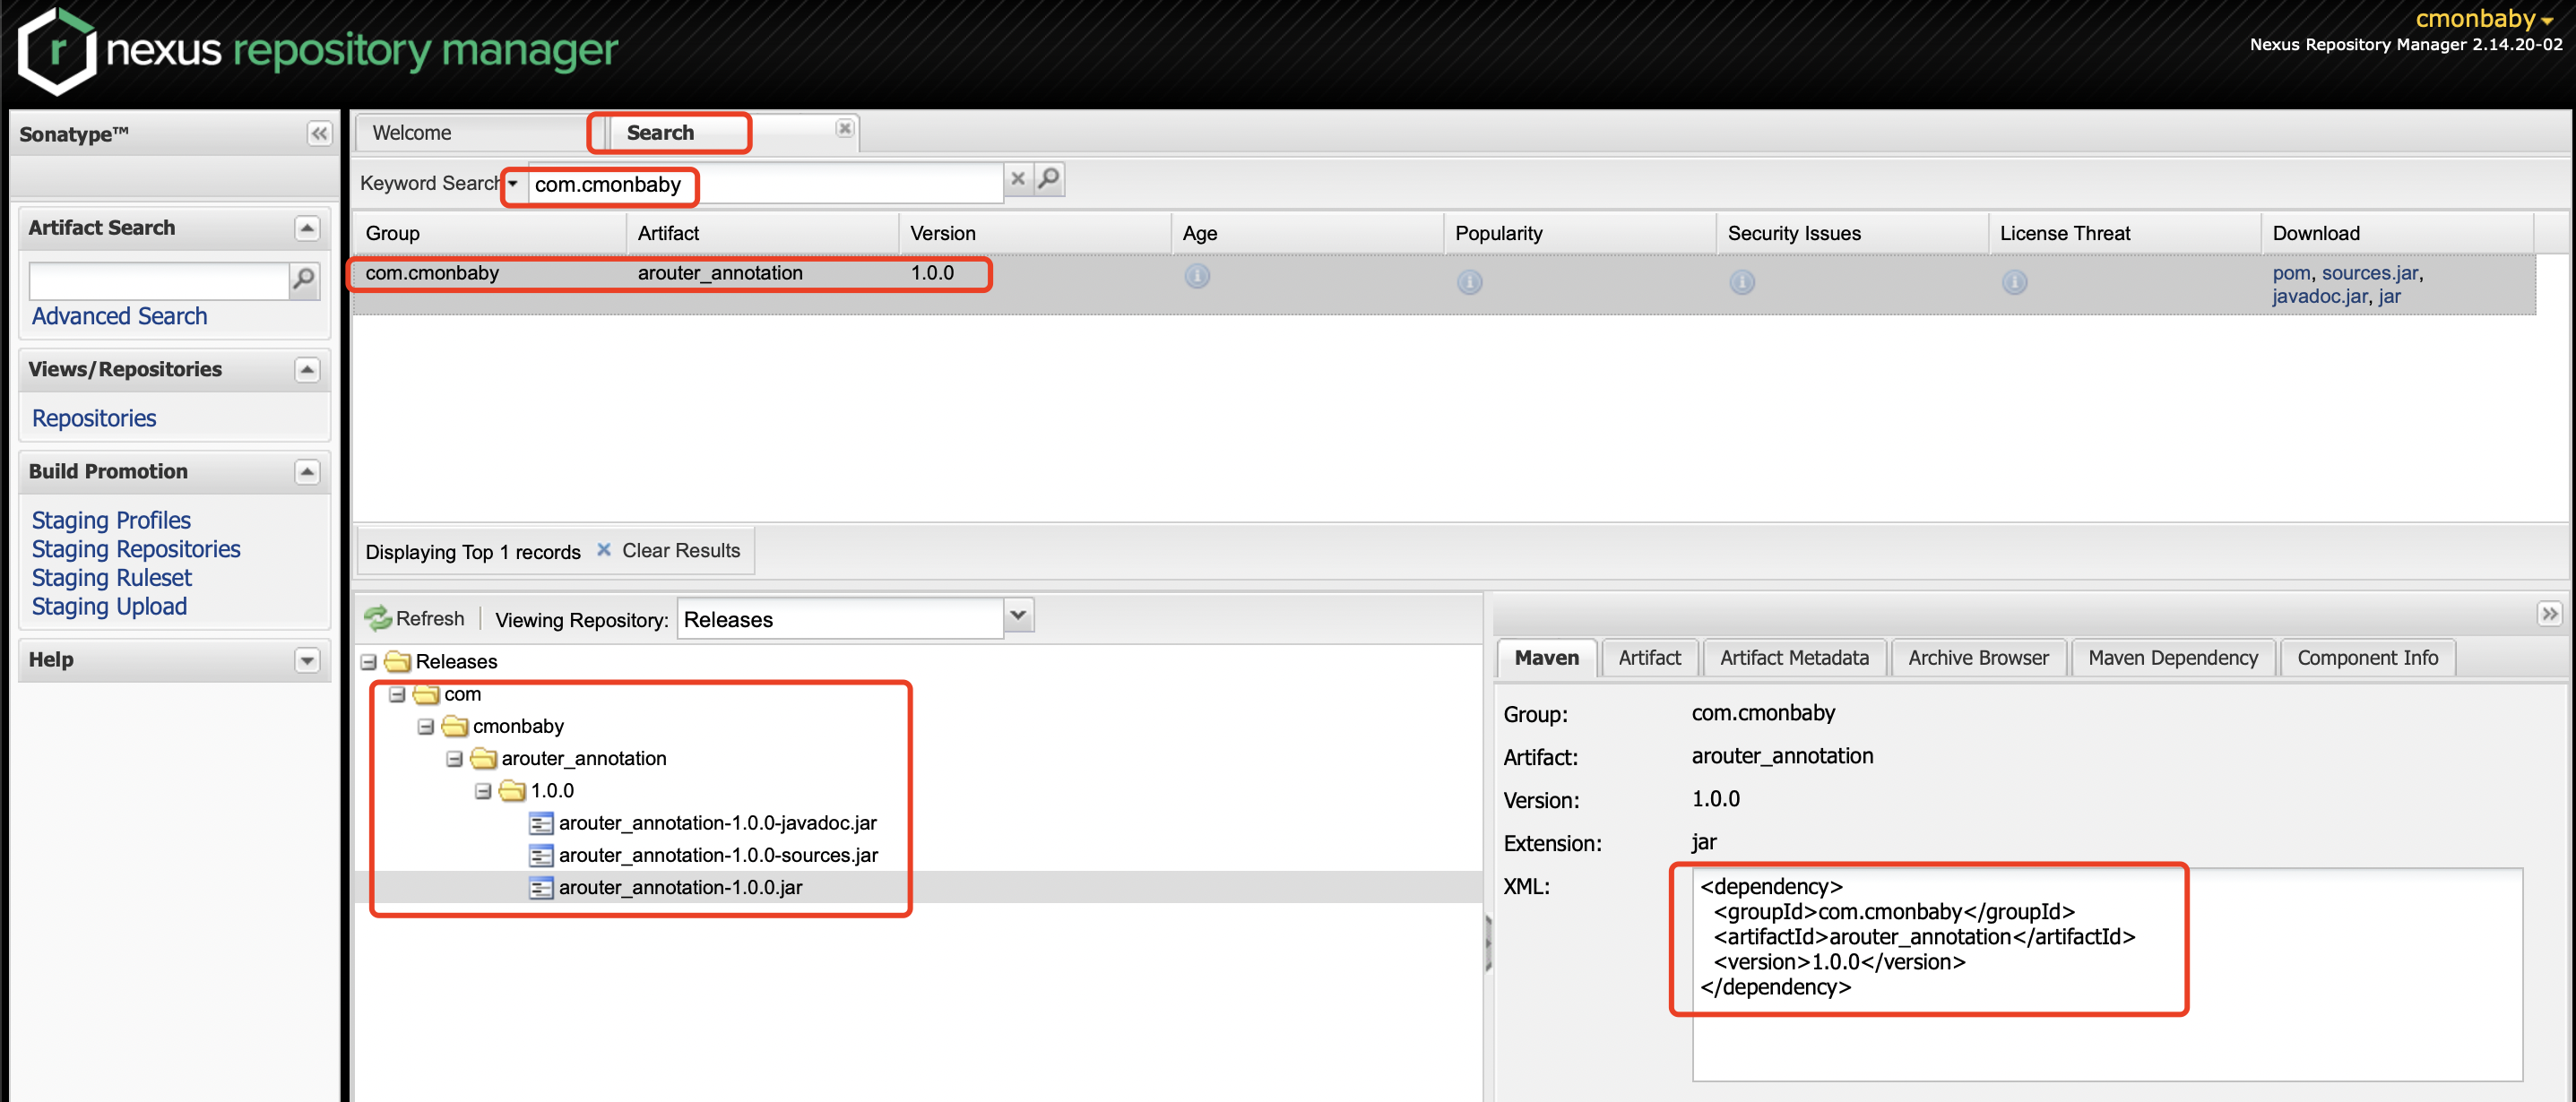 nexus repository manager
cmonbaby
Nexus Repository Manager 2.14.20-02
Sonatype™
Artifact Search
Advanced Search
Views/Repositories
Repositories
Build Promotion
Staging Profiles
Staging Repositories
Staging Ruleset
Staging Upload
Help
Welcome
Search
Keyword Search
com.cmonbaby
Group Artifact Version Age Popularity Security Issues License Threat Download
com.cmonbaby arouter_annotation 1.0.0 pom, sources.jar,
javadoc.jar, jar
Displaying Top 1 records Clear Results
Refresh Viewing Repository: Releases
Releases
com
cmonbaby
arouter_annotation
1.0.0
arouter_annotation-1.0.0-javadoc.jar
arouter_annotation-1.0.0-sources.jar
arouter_annotation-1.0.0.jar
Maven Artifact Artifact Metadata Archive Browser Maven Dependency Component Info
Group: com.cmonbaby
Artifact: arouter_annotation
Version: 1.0.0
Extension: jar
XML: <dependency>
<groupId>com.cmonbaby</groupId>
<artifactId>arouter_annotation</artifactId>
<version>1.0.0</version>
</dependency>